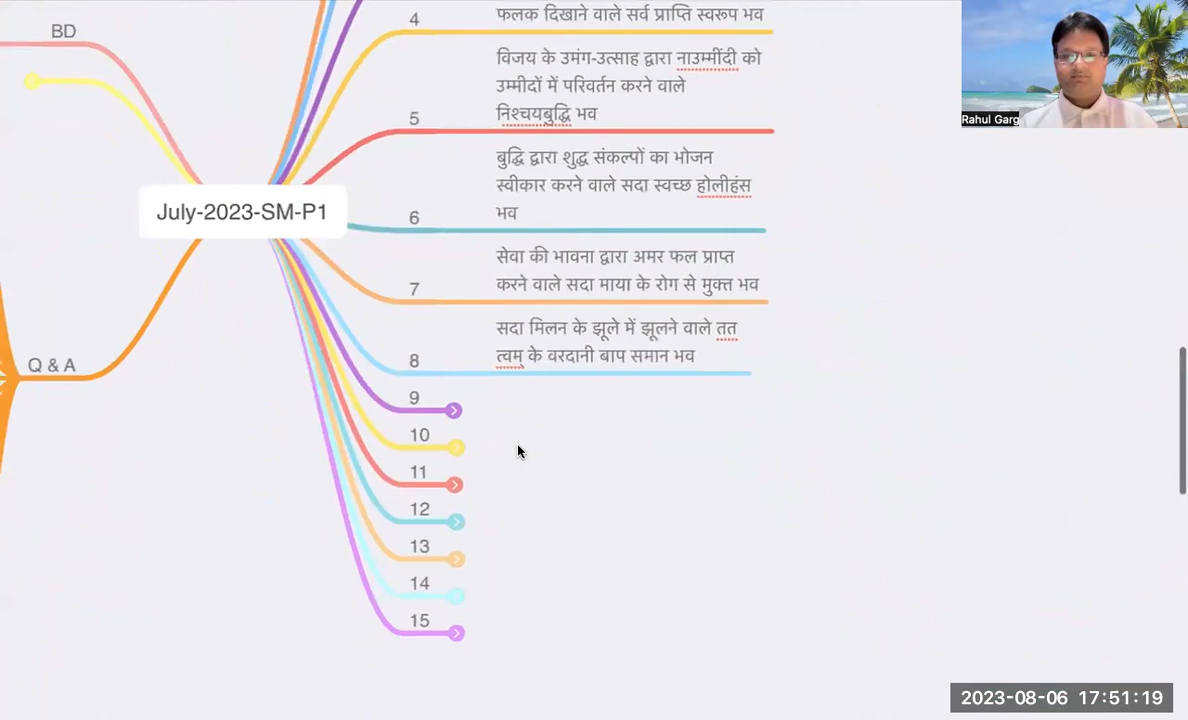 BD
July-2023-SM-P1
Q & A
4
फलक दिखाने वाले सर्व प्राप्ति स्वरूप भव
5
विजय के उमंग-उत्साह द्वारा नाउम्मींदी को
उम्मीदों में परिवर्तन करने वाले
निश्चयबुद्धि भव
6
बुद्धि द्वारा शुद्ध संकल्पों का भोजन
स्वीकार करने वाले सदा स्वच्छ होलीहंस
भव
7
सेवा की भावना द्वारा अमर फल प्राप्त
करने वाले सदा माया के रोग से मुक्त भव
8
सदा मिलन के झूले में झूलने वाले तत
त्वम् के वरदानी बाप समान भव
9
10
11
12
13
14
15
Rahul Garg
2023-08-06 17:51:19